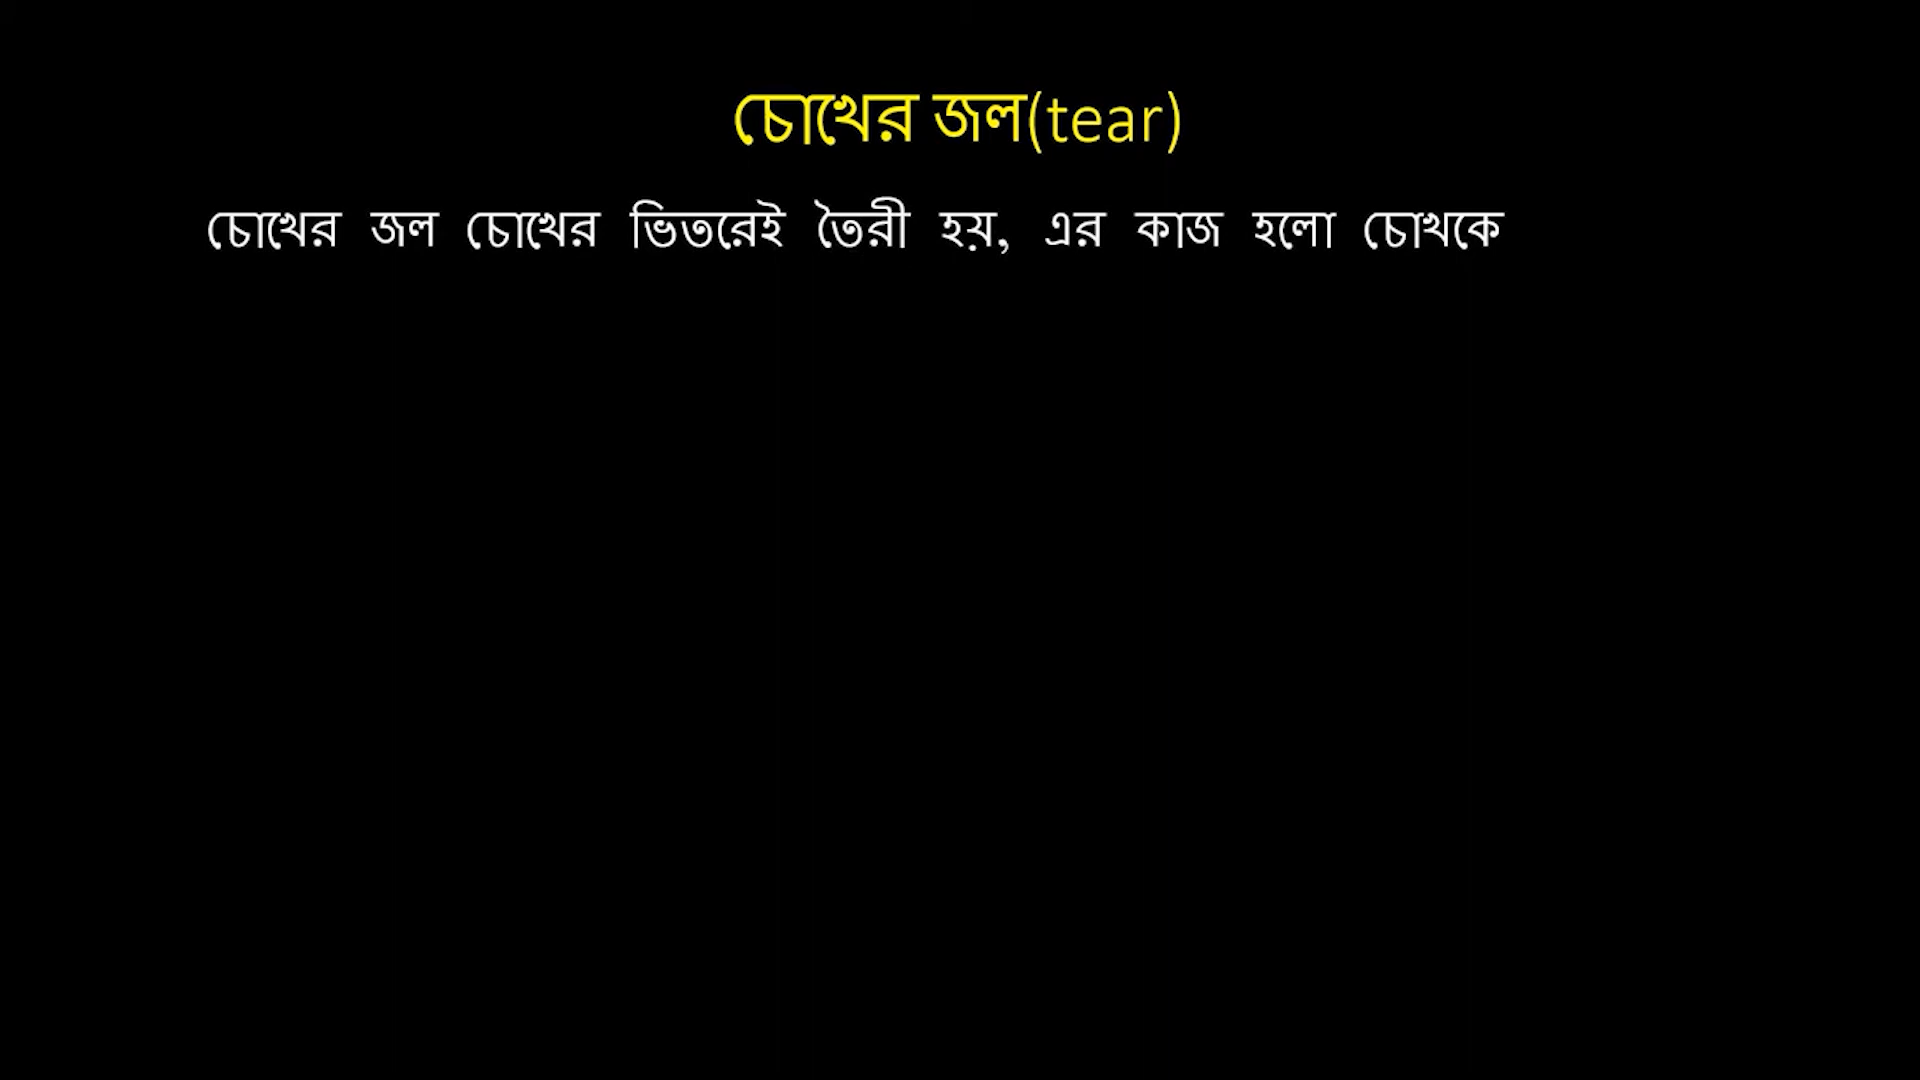 চোখের জল(tear)
চোখের জল চোখের ভিতরেই তৈরী হয়, এর কাজ হলো চোখকে